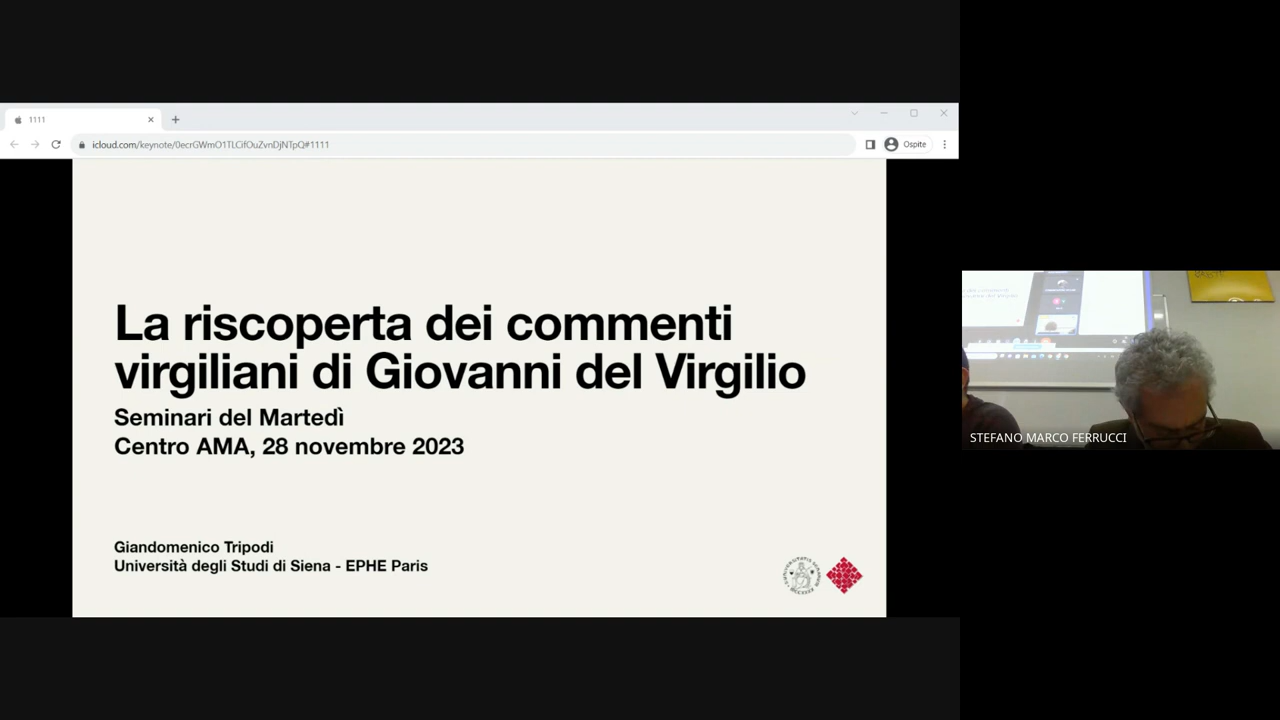 1111
icloud.com/keynote/0ecrGWmO1TLCifOuZvnDjNTpQ#1111
Ospite
La riscoperta dei commenti
virgiliani di Giovanni del Virgilio
Seminari del Martedì
Centro AMA, 28 novembre 2023
Giandomenico Tripodi
Università degli Studi di Siena - EPHE Paris
STEFANO MARCO FERRUCCI